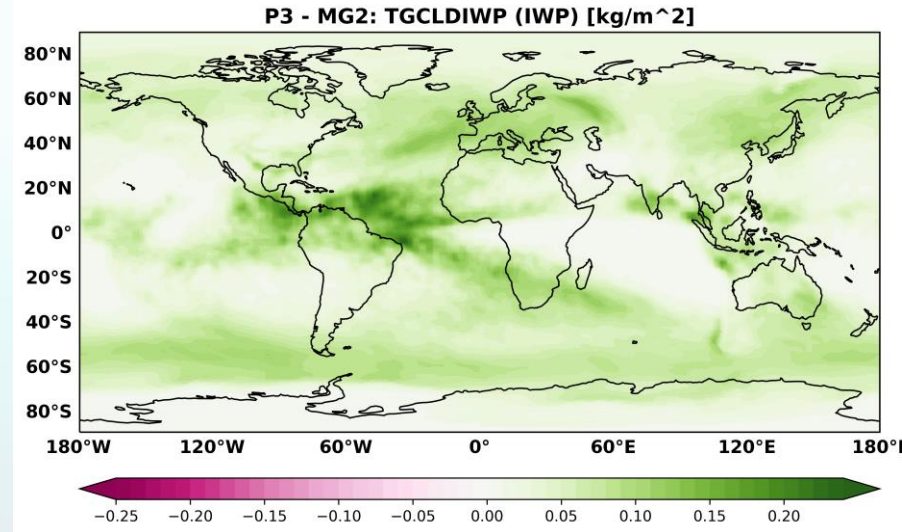 P3 - MG2: TGCLDIWP (IWP) [kg/m^2]
80°N
60°N
40°N
20°N
0°
20°S
40°S
60°S
80°S
180°W 120°W 60°W 0° 60°E 120°E 180°E
−0.25 −0.20 −0.15 −0.10 −0.05 0.00 0.05 0.10 0.15 0.20